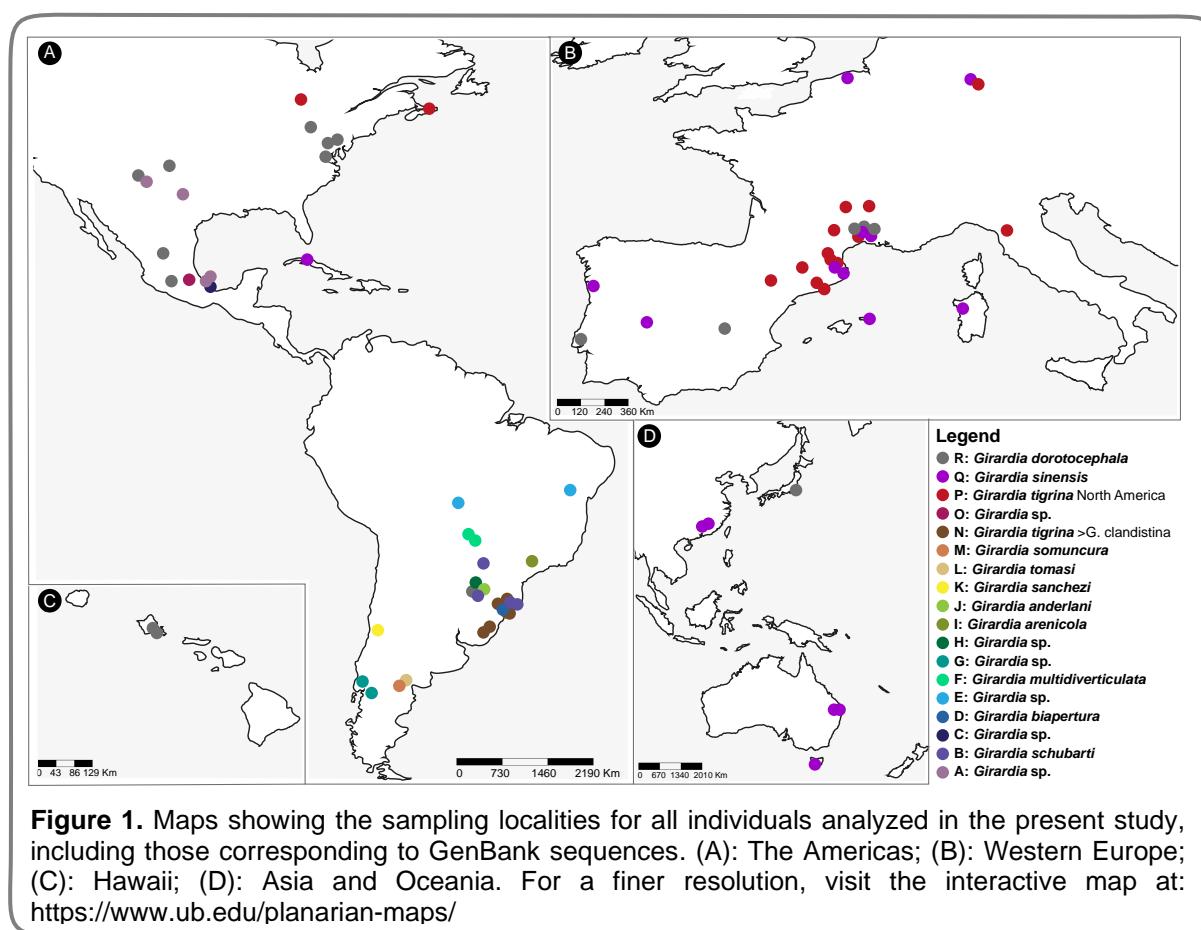 A
B
0 120 240 360 Km
D
Legend
R: Girardia dorotocephala
Q: Girardia sinensis
P: Girardia tigrina North America
O: Girardia sp.
N: Girardia tigrina >G. clandistina
M: Girardia somuncura
L: Girardia tomasi
K: Girardia sanchezi
J: Girardia anderlani
I: Girardia arenicola
H: Girardia sp.
G: Girardia sp.
F: Girardia multidiverticulata
E: Girardia sp.
D: Girardia biapertura
C: Girardia sp.
B: Girardia schubarti
A: Girardia sp.
C
0 43 86 129 Km
0 730 1460 2190 Km
0 670 1340 2010 Km
Figure 1. Maps showing the sampling localities for all individuals analyzed in the present study,
including those corresponding to GenBank sequences. (A): The Americas; (B): Western Europe;
(C): Hawaii; (D): Asia and Oceania. For a finer resolution, visit the interactive map at:
https://www.ub.edu/planarian-maps/